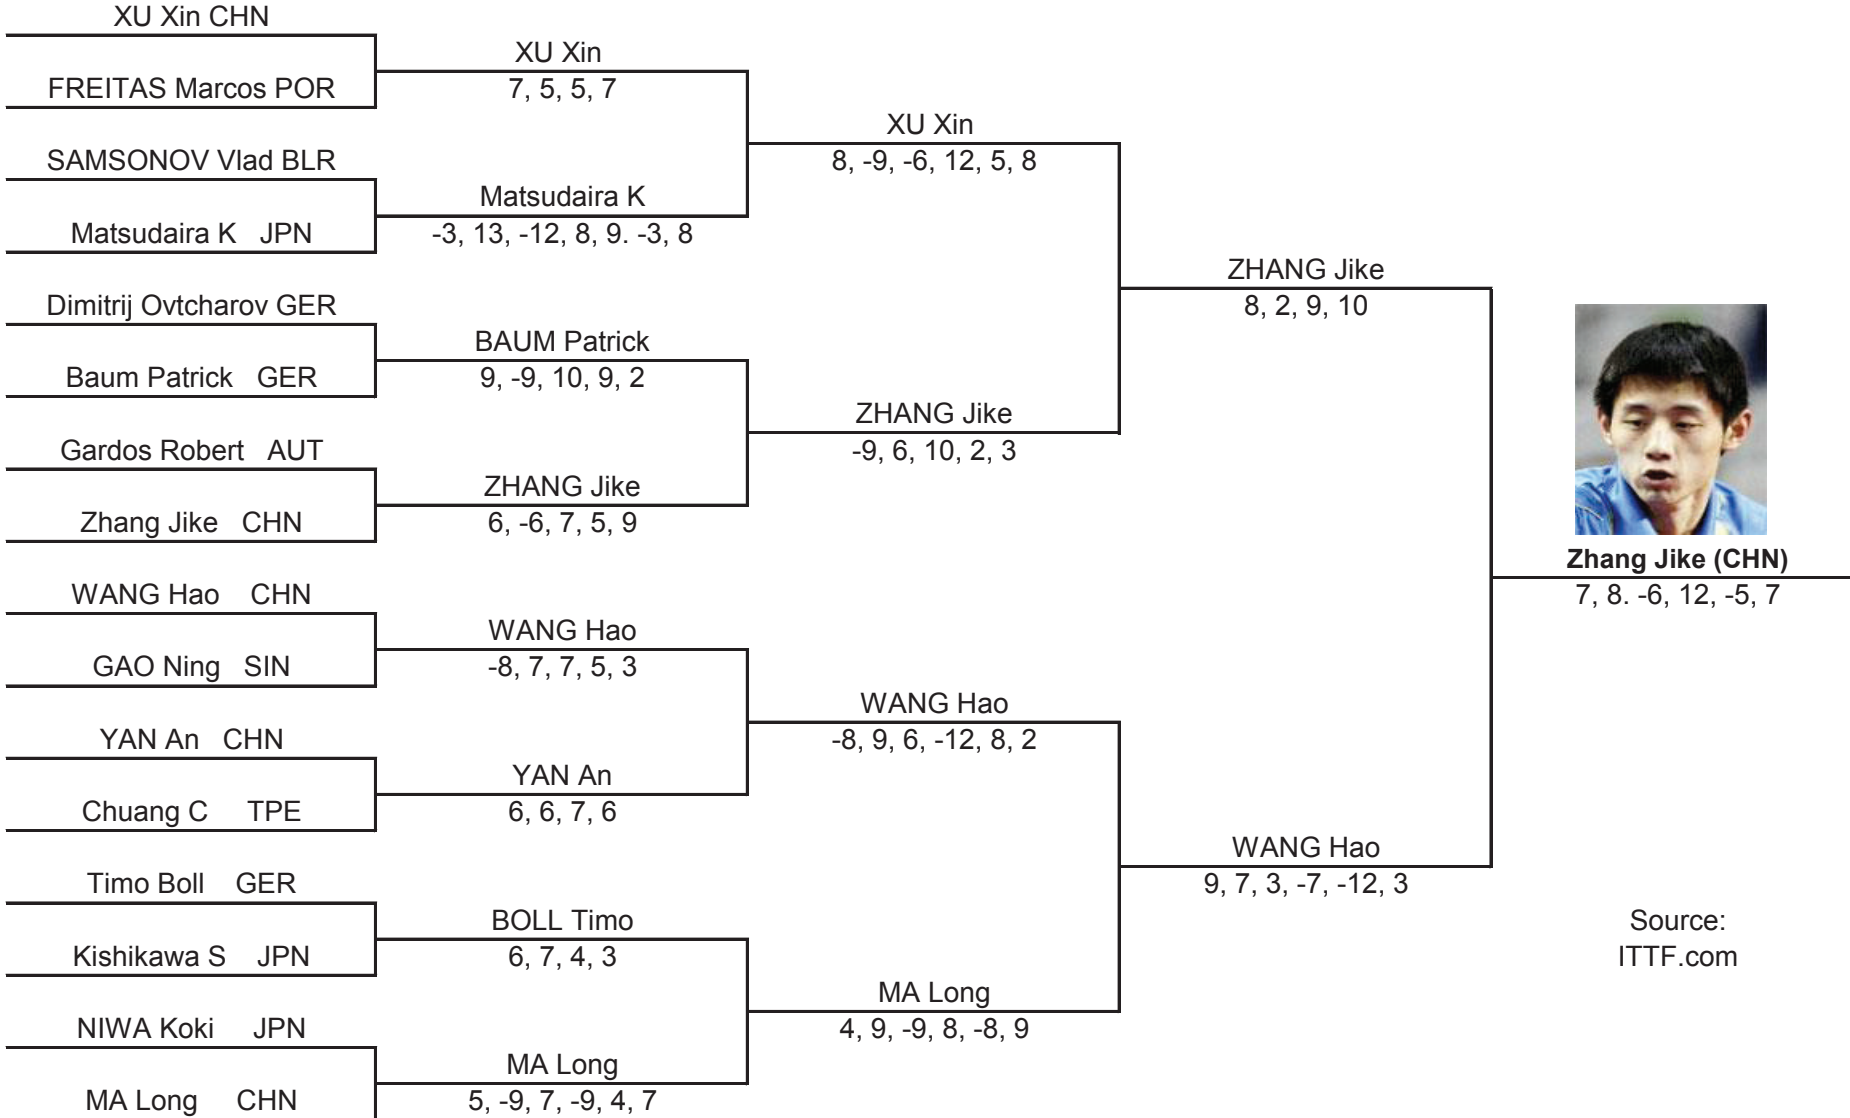 XU Xin CHN
FREITAS Marcos POR
SAMSONOV Vlad BLR
Matsudaira K JPN
Dimitrij Ovtcharov GER
Baum Patrick GER
Gardos Robert AUT
Zhang Jike CHN
WANG Hao CHN
GAO Ning SIN
YAN An CHN
Chuang C TPE
Timo Boll GER
Kishikawa S JPN
NIWA Koki JPN
MA Long CHN
XU Xin
7, 5, 5, 7
Matsudaira K
-3, 13, -12, 8, 9. -3, 8
BAUM Patrick
9, -9, 10, 9, 2
ZHANG Jike
6, -6, 7, 5, 9
WANG Hao
-8, 7, 7, 5, 3
YAN An
6, 6, 7, 6
BOLL Timo
6, 7, 4, 3
MA Long
5, -9, 7, -9, 4, 7
XU Xin
8, -9, -6, 12, 5, 8
ZHANG Jike
-9, 6, 10, 2, 3
WANG Hao
-8, 9, 6, -12, 8, 2
MA Long
4, 9, -9, 8, -8, 9
ZHANG Jike
8, 2, 9, 10
WANG Hao
9, 7, 3, -7, -12, 3
Zhang Jike (CHN)
7, 8. -6, 12, -5, 7
Source:
ITTF.com